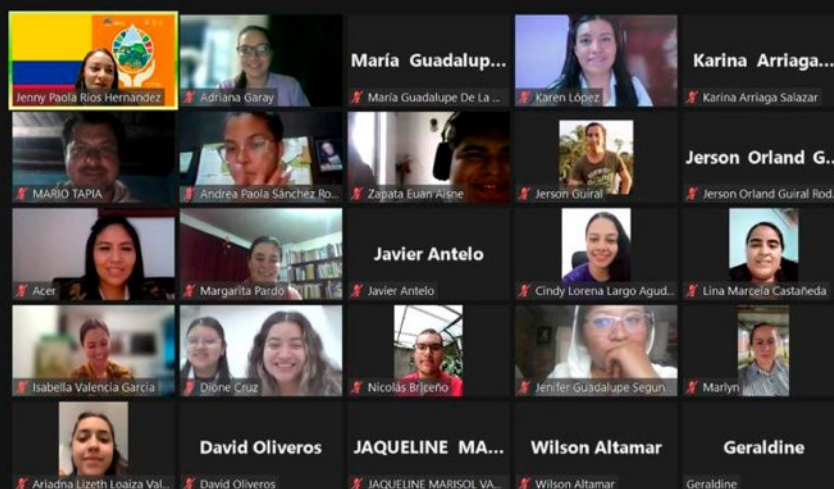 Jenny Paola Rios Hernandez
Adriana Garay
María Guadalup...
María Guadalupe De La ...
Karen López
Karina Arriaga...
Karina Arriaga Salazar
MARIO TAPIA
Andrea Paola Sánchez Ro...
Zapata Euan Aisne
Jerson Guiral
Jerson Orland G...
Jerson Orland Guiral Rod...
Acer
Margarita Pardo
Javier Antelo
Javier Antelo
Cindy Lorena Largo Agud...
Lina Marcela Castañeda
Isabella Valencia García
Dione Cruz
Nicolás Briceño
Jenifer Guadalupe Segun...
Marlyn
Ariadna Lizeth Loaiza Val...
David Oliveros
David Oliveros
JAQUELINE MA...
JAQUELINE MARISOL VA...
Wilson Altamar
Wilson Altamar
Geraldine
Geraldine